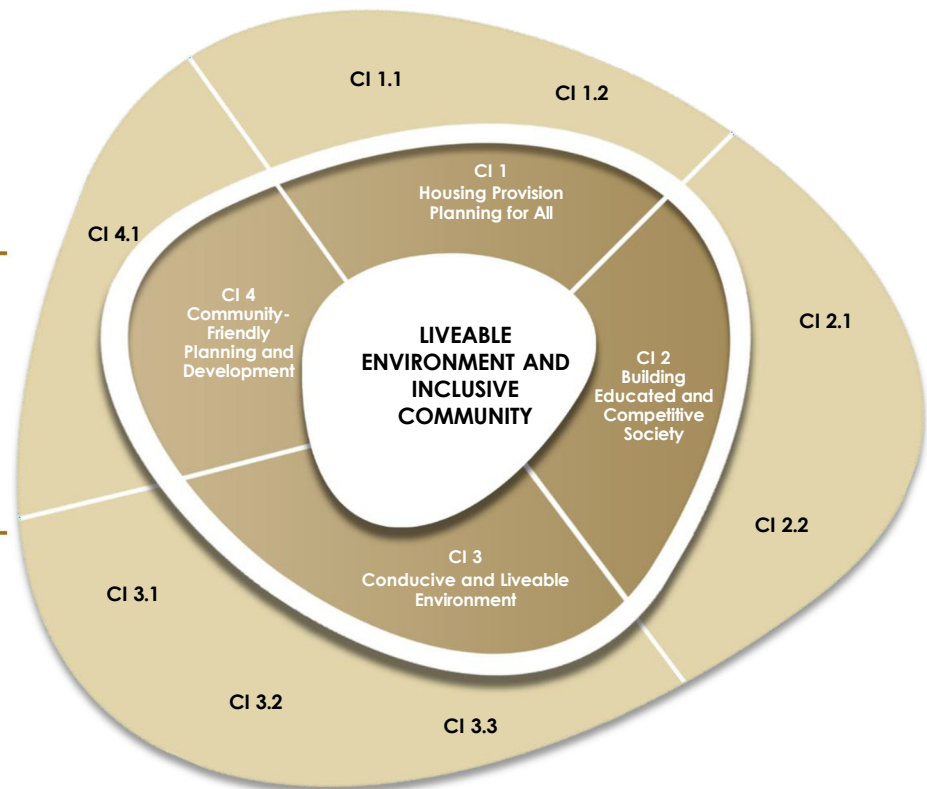 CI 1.1
CI 1.2
CI 1
Housing Provision
Planning for All
CI 4.1
CI 4
Community-
Friendly
Planning and
Development
LIVEABLE
ENVIRONMENT AND
INCLUSIVE
COMMUNITY
CI 2.1
CI 2
Building
Educated and
Competitive
Society
CI 2.2
CI 3
Conducive and Liveable
Environment
CI 3.1
CI 3.2
CI 3.3